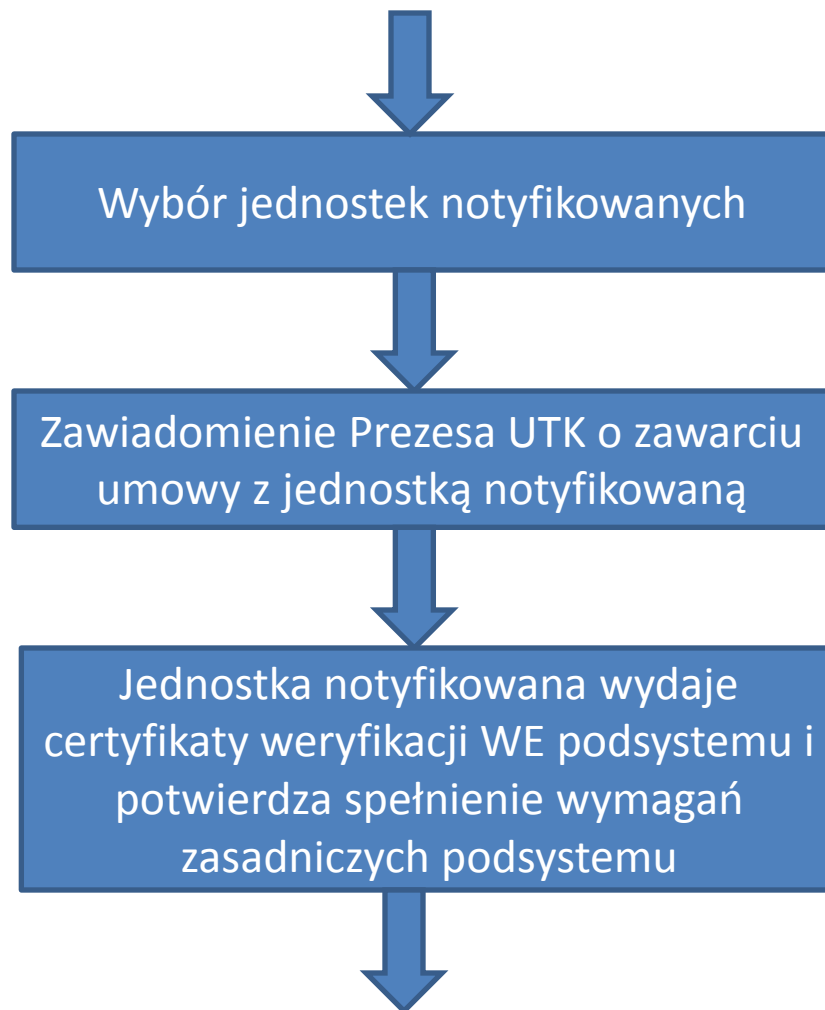 Wybór jednostek notyfikowanych
Zawiadomienie Prezesa UTK o zawarciu
umowy z jednostką notyfikowaną
Jednostka notyfikowana wydaje
certyfikaty weryfikacji WE podsystemu i
potwierdza spełnienie wymagań
zasadniczych podsystemu